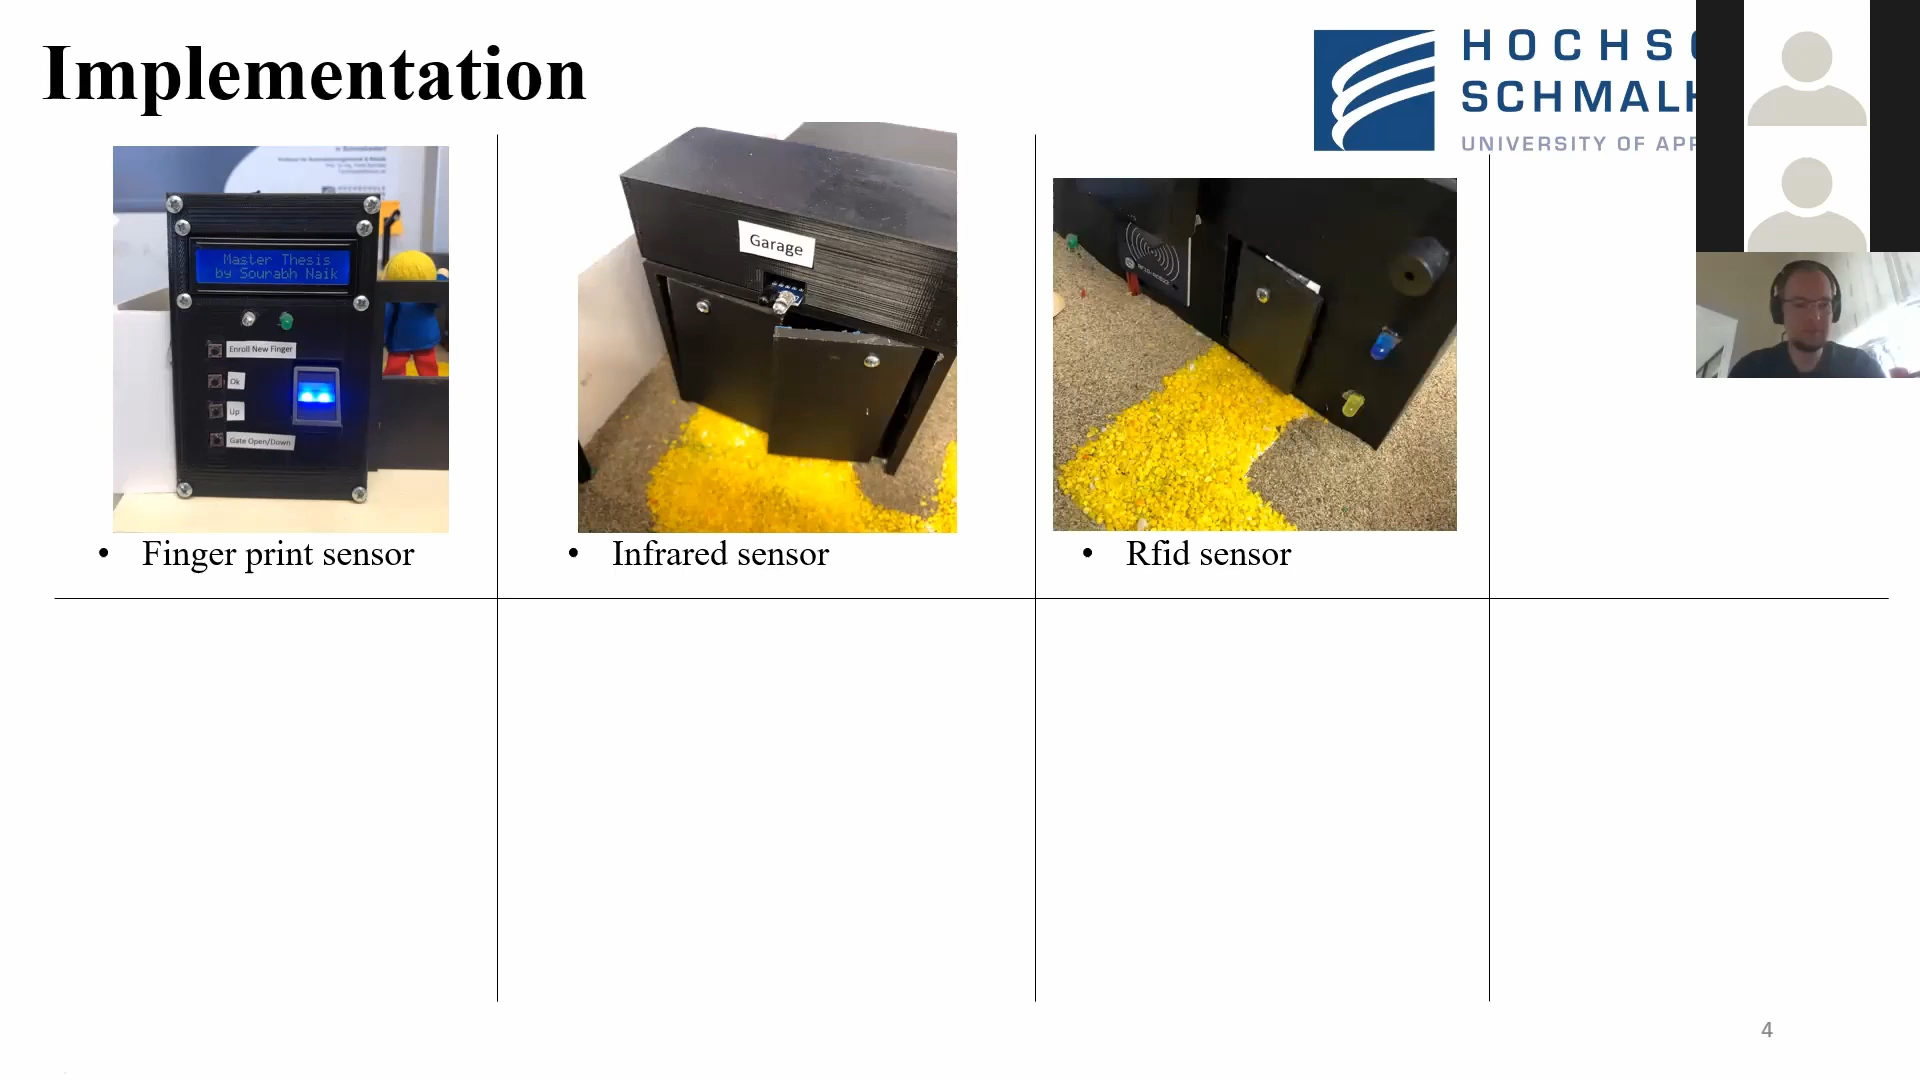 Implementation
HOCHSC
SCHMALK
UNIVERSITY OF APP
Master Thesis
by Sourabh Naik
Enroll New Finger
Ok
Up
Gate Open/Down
Garage
• Finger print sensor
• Infrared sensor
• Rfid sensor
4